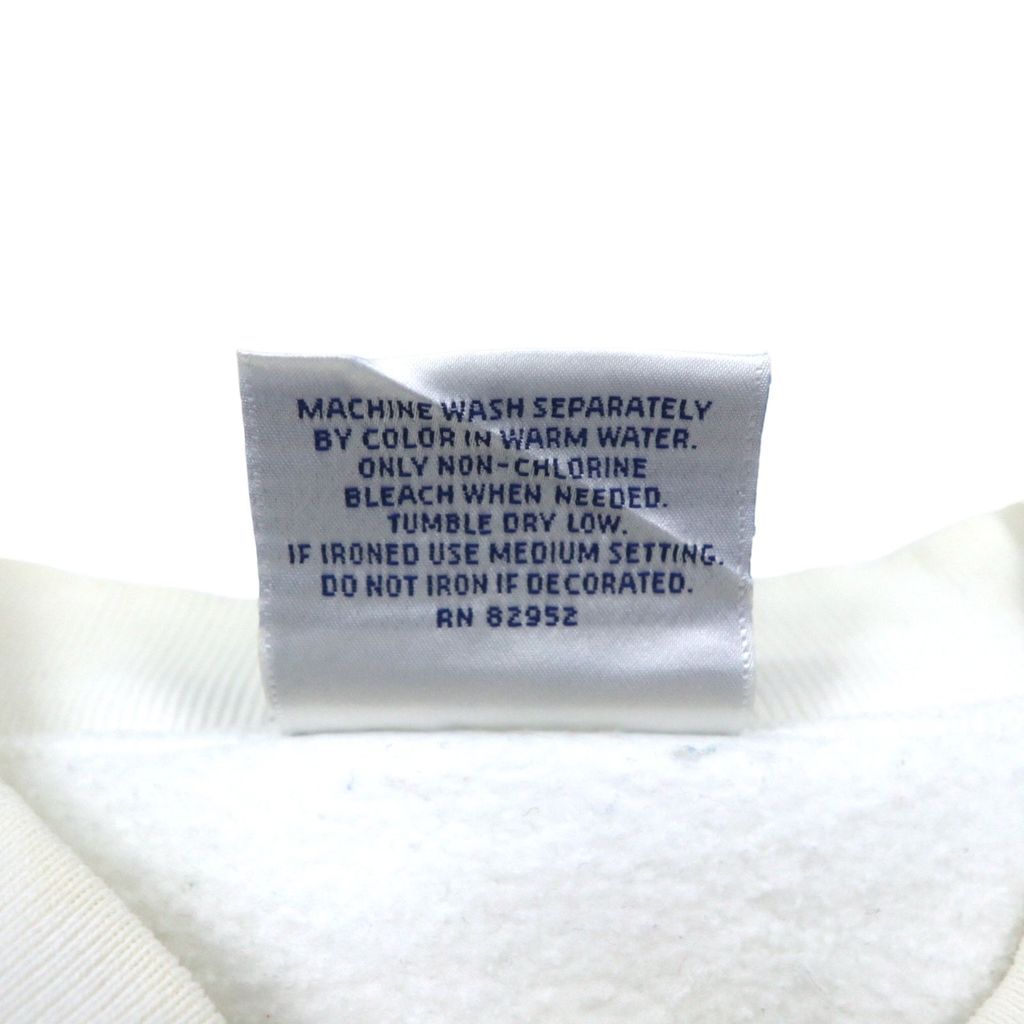 MACHINE WASH SEPARATELY
BY COLOR IN WARM WATER.
ONLY NON-CHLORINE
BLEACH WHEN NEEDED.
TUMBLE DRY LOW.
IF IRONED USE MEDIUM SETTING.
DO NOT IRON IF DECORATED.
RN 82952